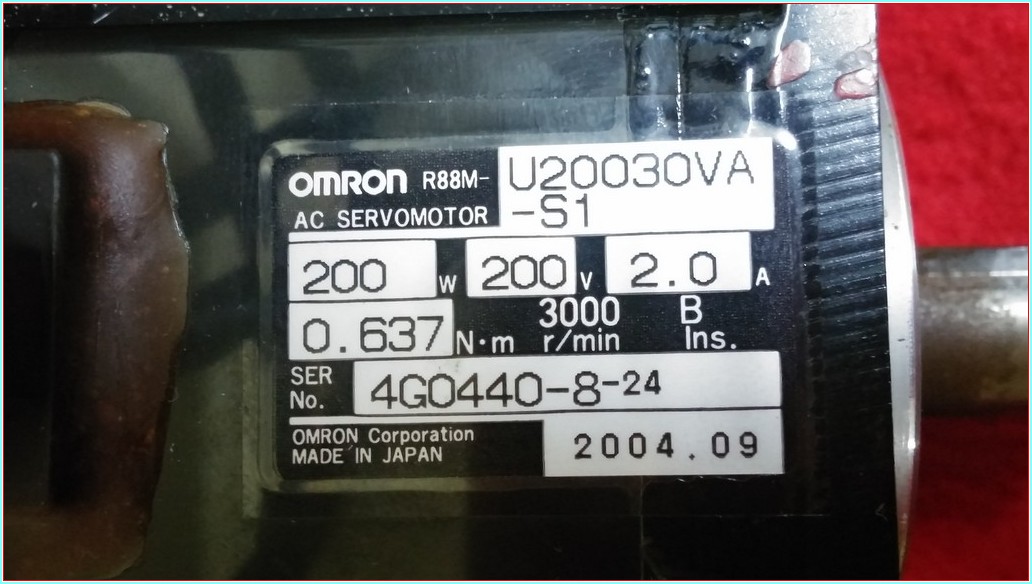 OMRON R88M-U20030VA
AC SERVOMOTOR -S1
200 W 200 V 2.0 A
0.637 N·m 3000 r/min B Ins.
SER No. 4G0440-8-24
OMRON Corporation
MADE IN JAPAN 2004.09